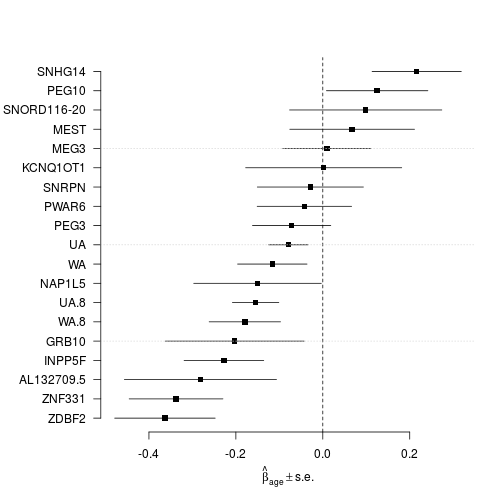 SNHG14
PEG10
SNORD116-20
MEST
MEG3
KCNQ1OT1
SNRPN
PWAR6
PEG3
UA
WA
NAP1L5
UA.8
WA.8
GRB10
INPP5F
AL132709.5
ZNF331
ZDBF2
-0.4 -0.2 0.0 0.2
β̂age ± s.e.